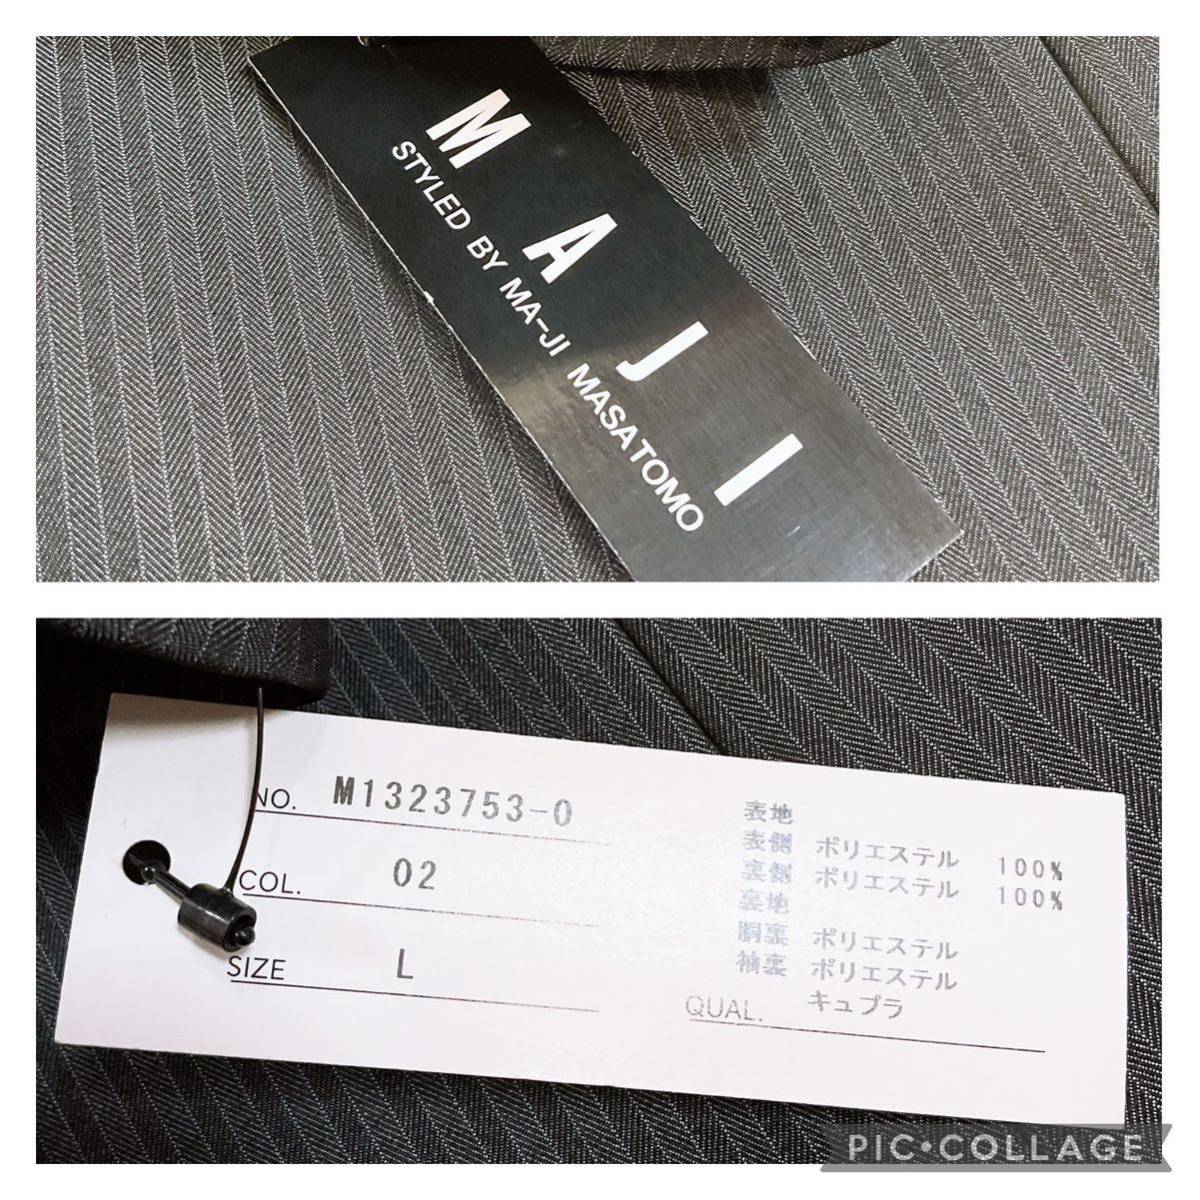 MAJI
STYLED BY MA-JI MASATOMO
NO. M1323753-0
COL. 02
SIZE L
表地
表側 ポリエステル 100%
裏側 ポリエステル 100%
裏地
胴裏 ポリエステル
袖裏 ポリエステル
キュプラ
QUAL.
PIC•COLLAGE